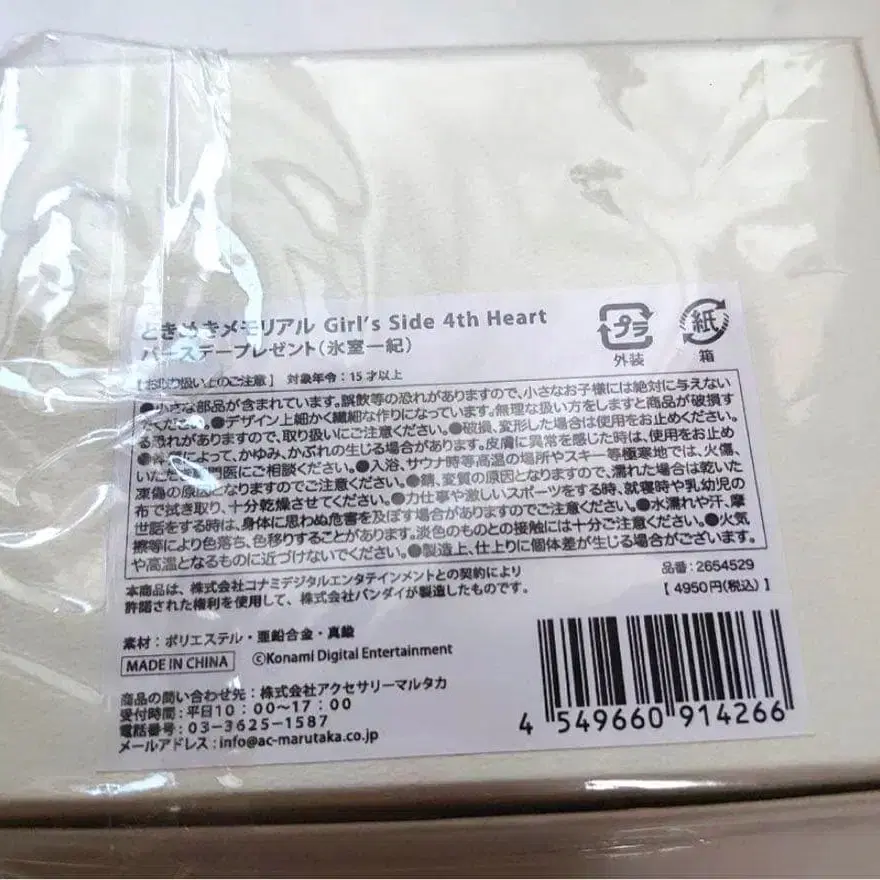 ときめきメモリアル Girl's Side 4th Heart
バースデープレゼント(氷室一紀)
プラ
外装
紙
箱
【お取り扱い上のご注意】 対象年令:15才以上
●小さな部品が含まれています。誤飲等の恐れがありますので、小さなお子様には絶対に与えない
でください。●デザイン上細かく繊細な作りになっています。無理な扱い方をしますと商品が破損す
る恐れがありますので、取り扱いにご注意ください。●破損、変形した場合は使用をお止めください。
によって、かゆみ、かぶれの生じる場合があります。皮膚に異常を感じた時は、使用をお止め
いただき専門医にご相談ください。●入浴、サウナ時等高温の場所やスキー等極寒地では、火傷、
凍傷の原因となりますのでご注意ください。●錆、変質の原因となりますので、濡れた場合は乾いた
布で拭き取り、十分乾燥させてください。●力仕事や激しいスポーツをする時、就寝時や乳幼児の
世話をする時は、身体に思わぬ危害を及ぼす場合がありますのでご注意ください。●水濡れや汗、摩
擦等により色落ち、色移りすることがあります。淡色のものとの接触には十分ご注意ください。●火気
や高温となるものに近づけないでください。●製造上、仕上りに個体差が生じる場合がございます。
品番:2654529
本商品は、株式会社コナミデジタルエンタテインメントとの契約により
許諾された権利を使用して、株式会社バンダイが製造したものです。
【 4950円(税込) 】
素材:ポリエステル・亜鉛合金・真鍮
MADE IN CHINA ©Konami Digital Entertainment
商品の問い合わせ先:株式会社アクセサリーマルタカ
受付時間:平日10:00〜17:00
電話番号:03-3625-1587
メールアドレス:info@ac-marutaka.co.jp
4 549660 914266